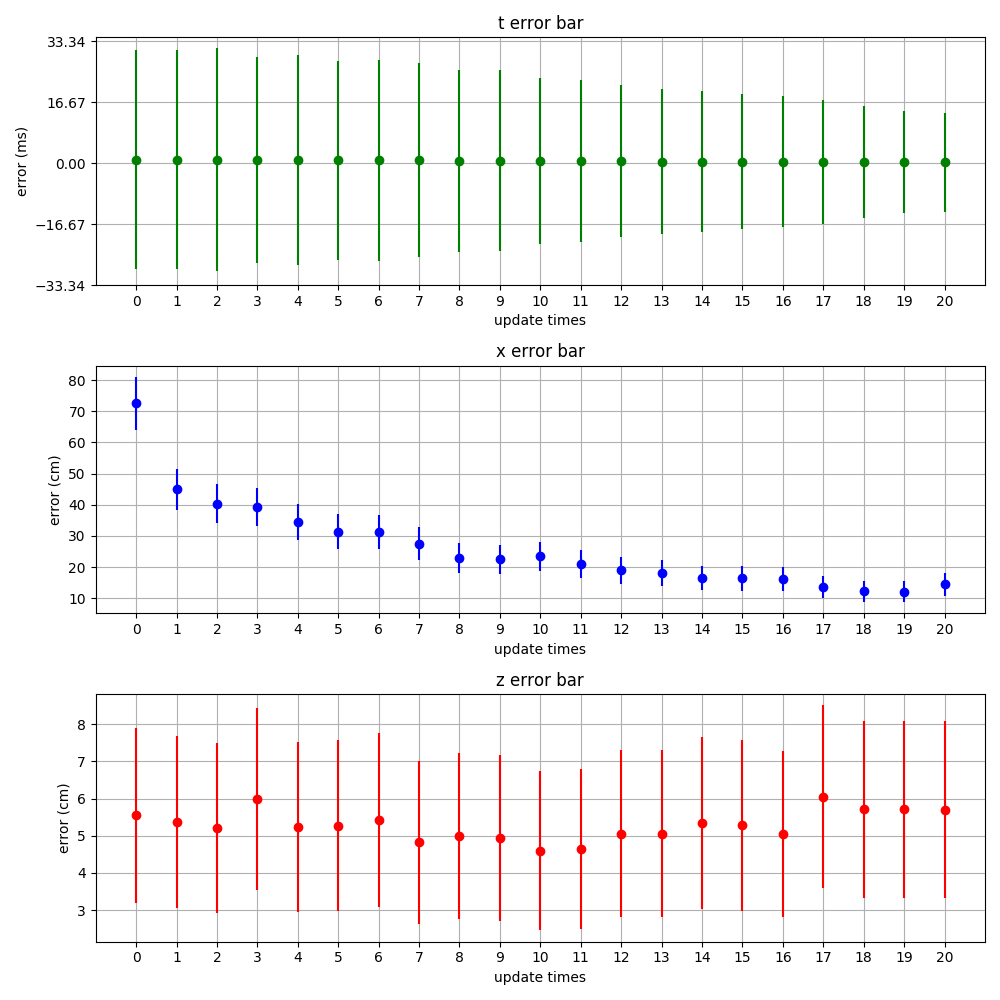 t error bar
33.34
16.67
0.00
−16.67
−33.34
error (ms)
0 1 2 3 4 5 6 7 8 9 10 11 12 13 14 15 16 17 18 19 20
update times
x error bar
80
70
60
50
40
30
20
10
error (cm)
0 1 2 3 4 5 6 7 8 9 10 11 12 13 14 15 16 17 18 19 20
update times
z error bar
8
7
6
5
4
3
error (cm)
0 1 2 3 4 5 6 7 8 9 10 11 12 13 14 15 16 17 18 19 20
update times